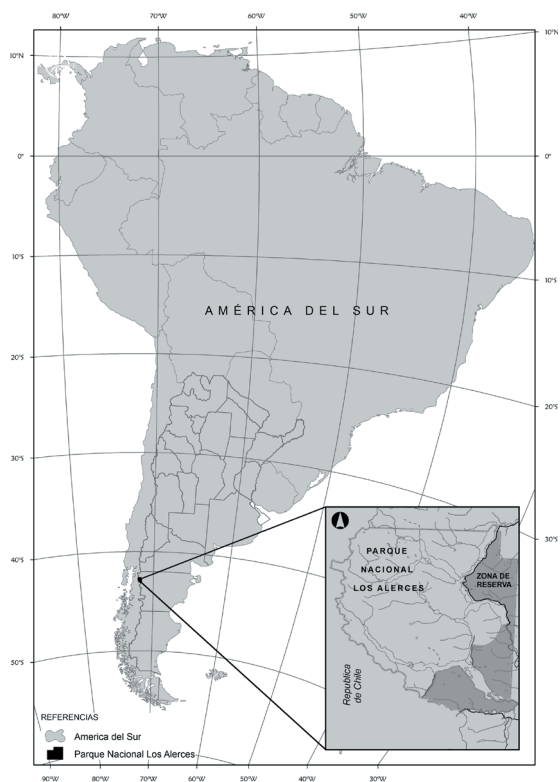 80°W 70°W 60°W 50°W 40°W
10°N 10°N
0° 0°
10°S 10°S
AMÉRICA DEL SUR
20°S 20°S
30°S 30°S
40°S
50°S
PARQUE
NACIONAL
LOS ALERCES
ZONA DE
RESERVA
Republica
de Chile
REFERENCIAS
America del Sur
Parque Nacional Los Alerces
90°W 80°W 70°W 60°W 50°W 40°W 30°W